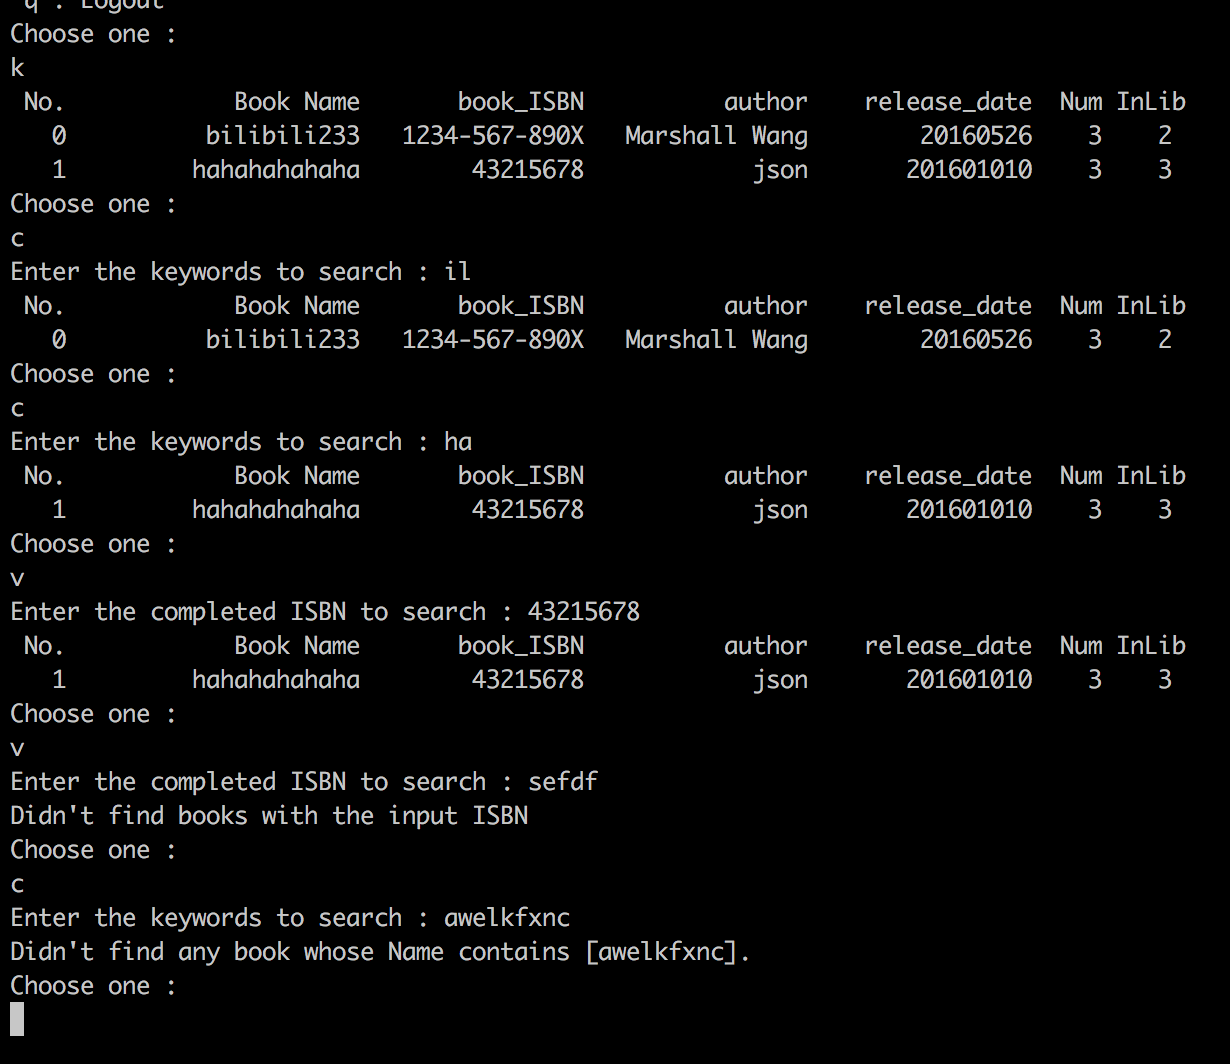 q : Logout
Choose one :
k
No. Book Name book_ISBN author release_date Num InLib
0 bilibili233 1234-567-890X Marshall Wang 20160526 3 2
1 hahahahahaha 43215678 json 201601010 3 3
Choose one :
c
Enter the keywords to search : il
No. Book Name book_ISBN author release_date Num InLib
0 bilibili233 1234-567-890X Marshall Wang 20160526 3 2
Choose one :
c
Enter the keywords to search : ha
No. Book Name book_ISBN author release_date Num InLib
1 hahahahahaha 43215678 json 201601010 3 3
Choose one :
v
Enter the completed ISBN to search : 43215678
No. Book Name book_ISBN author release_date Num InLib
1 hahahahahaha 43215678 json 201601010 3 3
Choose one :
v
Enter the completed ISBN to search : sefdf
Didn't find books with the input ISBN
Choose one :
c
Enter the keywords to search : awelkfxnc
Didn't find any book whose Name contains [awelkfxnc].
Choose one :